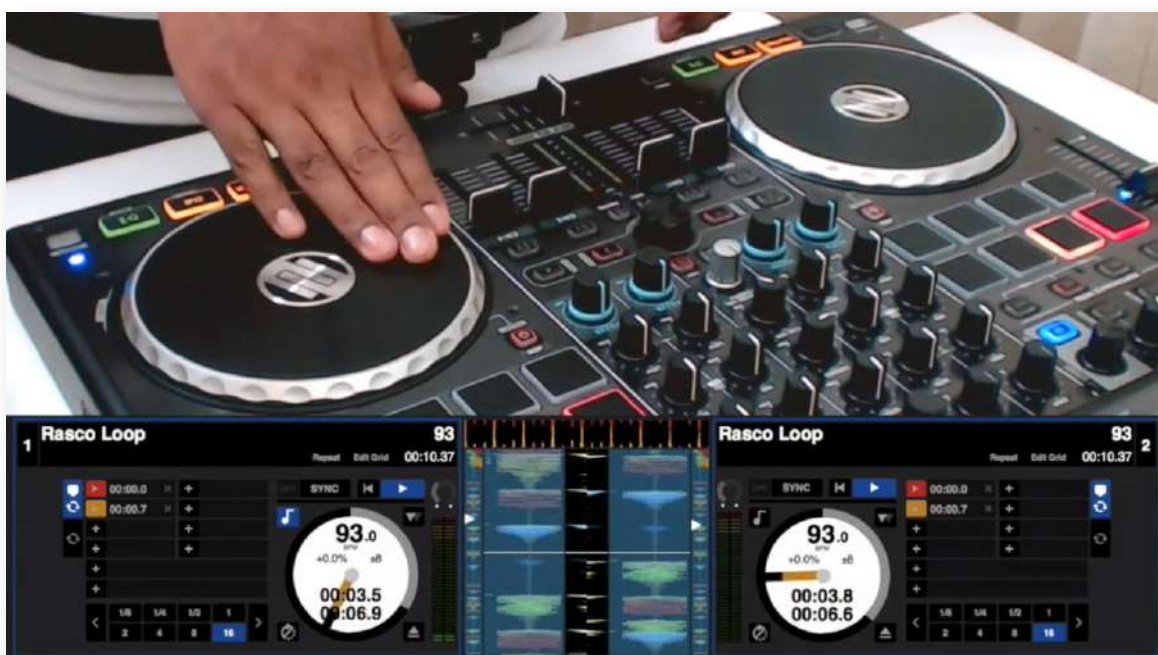 1
Rasco Loop
93
Repeat Edit Grid 00:10.37
SYNC
00:00.0
00:00.7
93.0
BPM
+0.0% ±8
00:03.5
00:06.9
1/8 1/4 1/2 1
2 4 8 16
Rasco Loop
93
2
Repeat Edit Grid 00:10.37
SYNC
00:00.0
00:00.7
93.0
BPM
+0.0% ±8
00:03.8
00:06.6
1/8 1/4 1/2 1
2 4 8 16